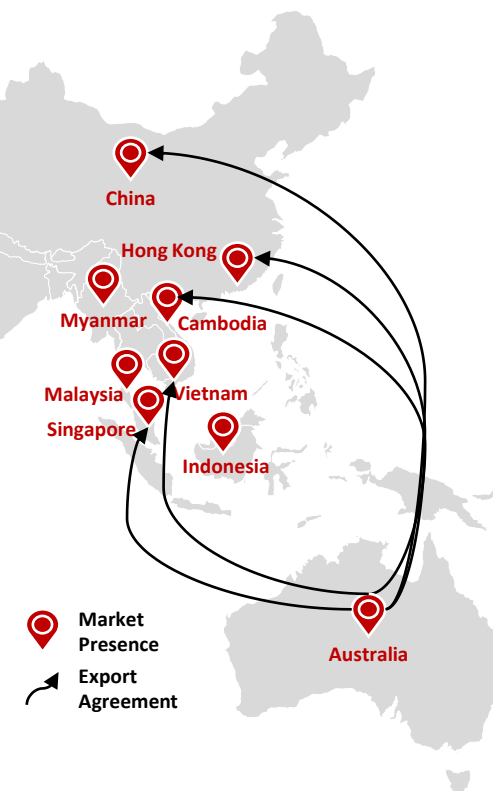 China
Hong Kong
Myanmar
Cambodia
Malaysia
Vietnam
Singapore
Indonesia
Market
Presence
Export
Agreement
Australia